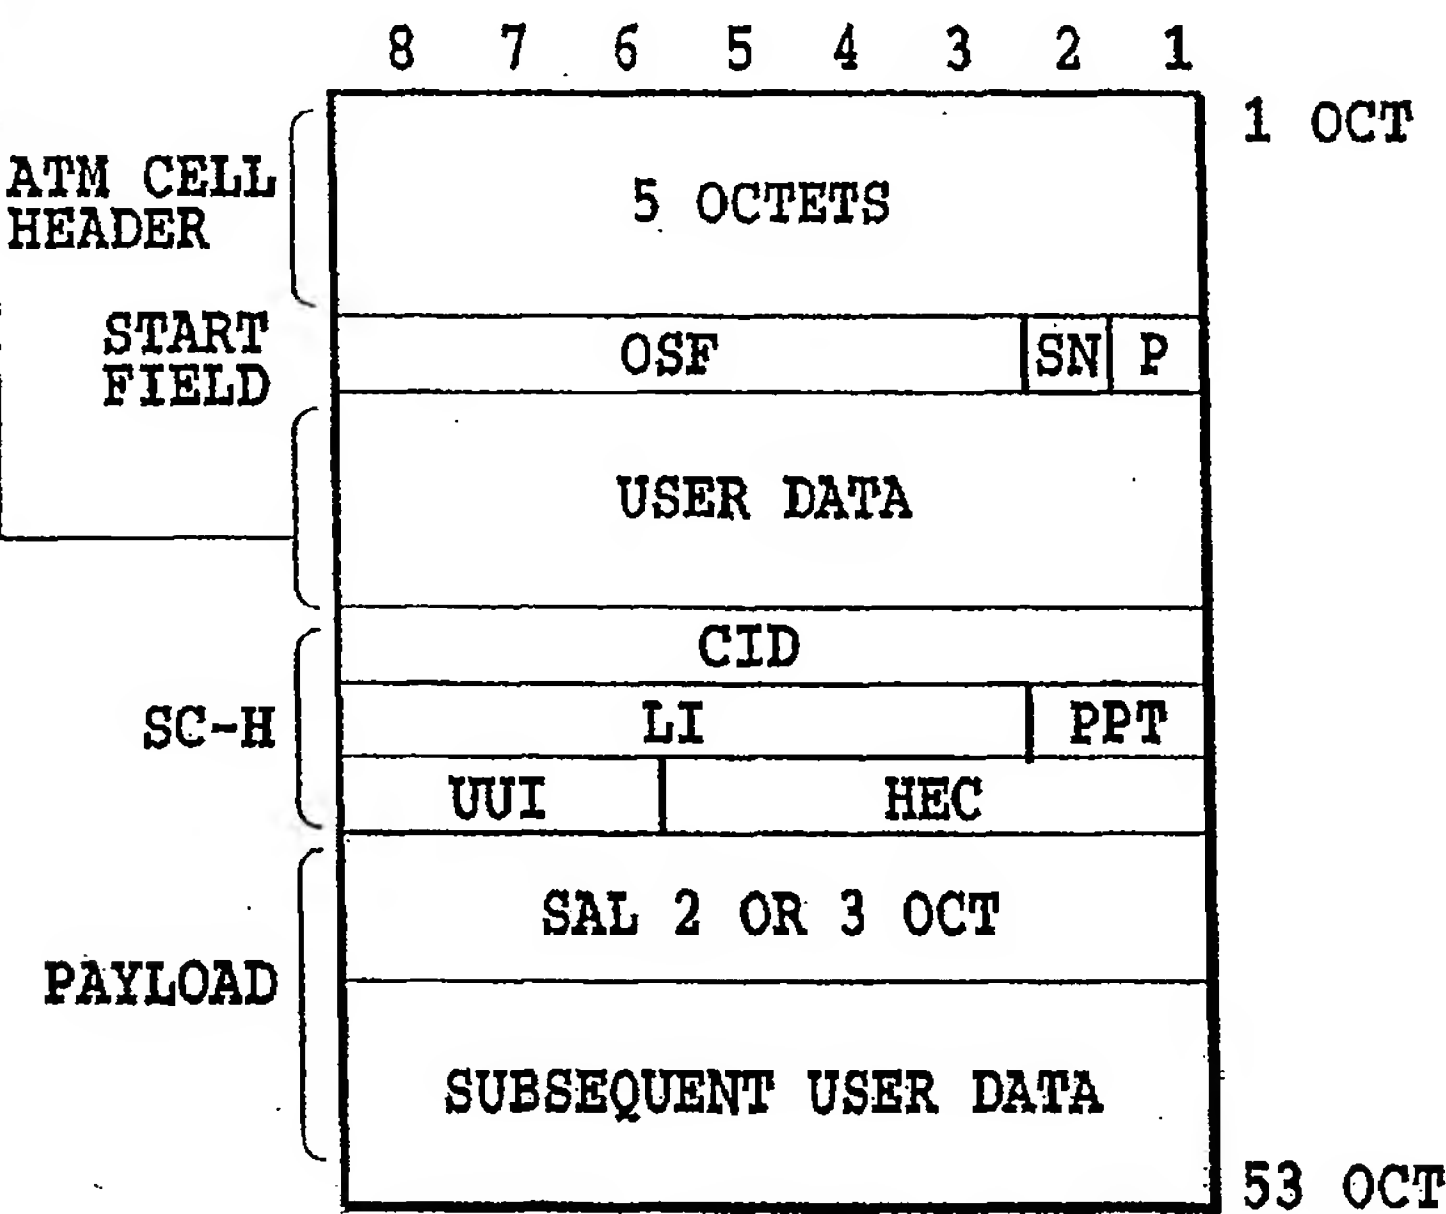 8 7 6 5 4 3 2 1
1 OCT
ATM CELL
HEADER
5 OCTETS
START
FIELD
OSF SN P
USER DATA
CID
SC-H
LI PPT
UUI HEC
SAL 2 OR 3 OCT
PAYLOAD
SUBSEQUENT USER DATA
53 OCT